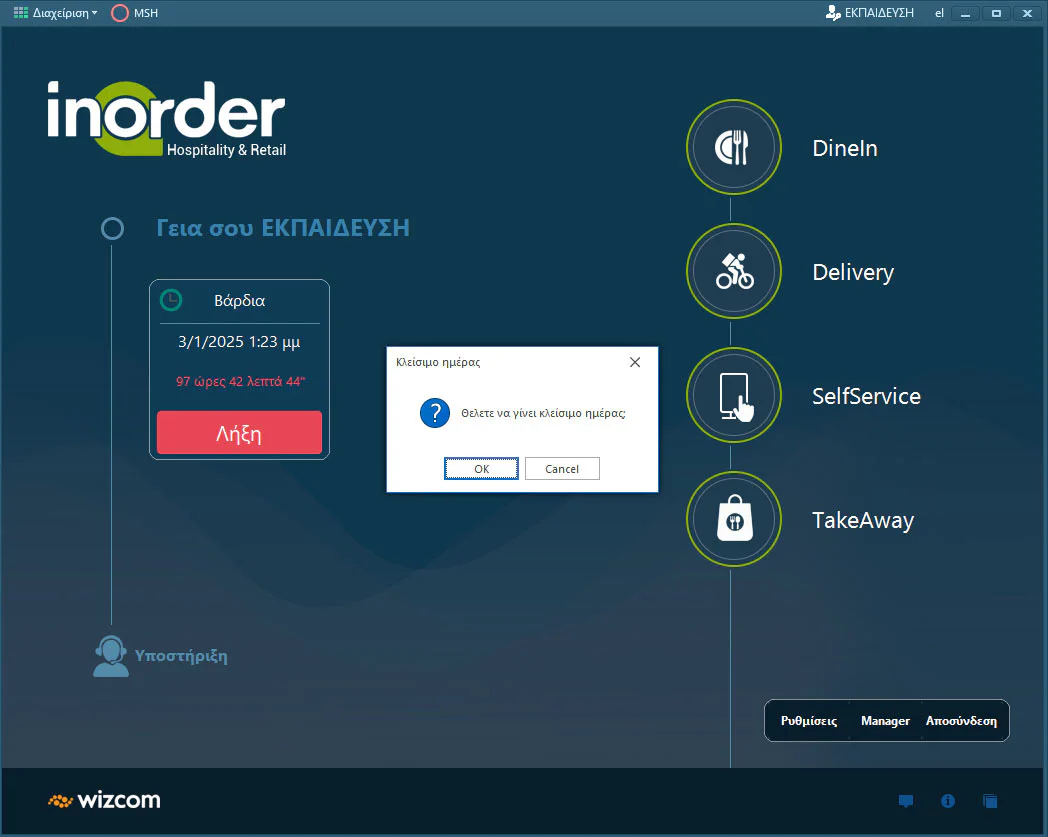 Διαχείριση
MSH
ΕΚΠΑΙΔΕΥΣΗ
el
inorder
Hospitality & Retail
Γεια σου ΕΚΠΑΙΔΕΥΣΗ
Βάρδια
3/1/2025 1:23 μμ
97 ώρες 42 λεπτά 44"
Λήξη
Κλείσιμο ημέρας
?
Θελετε να γίνει κλείσιμο ημέρας;
OK
Cancel
DineIn
Delivery
SelfService
TakeAway
Υποστήριξη
Ρυθμίσεις
Manager
Αποσύνδεση
wizcom